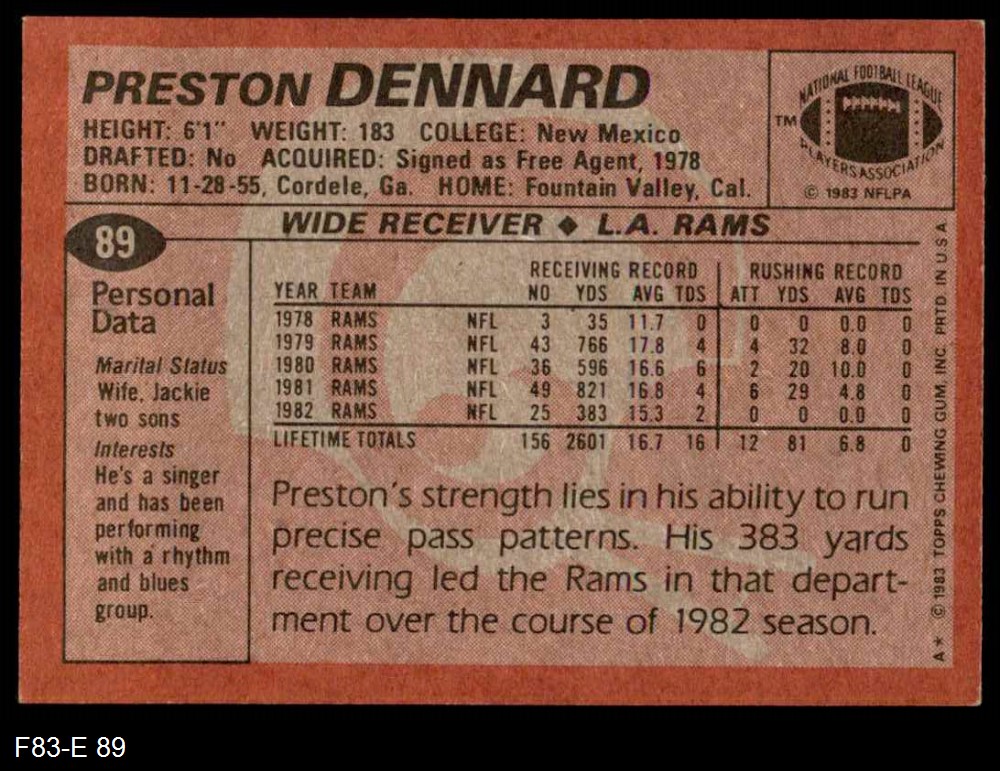 PRESTON DENNARD
HEIGHT: 6'1" WEIGHT: 183 COLLEGE: New Mexico
DRAFTED: No ACQUIRED: Signed as Free Agent, 1978
BORN: 11-28-55, Cordele, Ga. HOME: Fountain Valley, Cal.
NATIONAL FOOTBALL LEAGUE
TM
PLAYERS ASSOCIATION
© 1983 NFLPA
89
WIDE RECEIVER ◆ L.A. RAMS
Personal
Data
Marital Status
Wife, Jackie
two sons
Interests
He's a singer
and has been
performing
with a rhythm
and blues
group.
RECEIVING RECORD RUSHING RECORD
YEAR TEAM NO YDS AVG TDS ATT YDS AVG TDS
1978 RAMS NFL 3 35 11.7 0 0 0 0.0 0
1979 RAMS NFL 43 766 17.8 4 4 32 8.0 0
1980 RAMS NFL 36 596 16.6 6 2 20 10.0 0
1981 RAMS NFL 49 821 16.8 4 6 29 4.8 0
1982 RAMS NFL 25 383 15.3 2 0 0 0.0 0
LIFETIME TOTALS 156 2601 16.7 16 12 81 6.8 0
Preston's strength lies in his ability to run
precise pass patterns. His 383 yards
receiving led the Rams in that depart-
ment over the course of 1982 season.
A* © 1983 TOPPS CHEWING GUM, INC. PRTD. IN U.S.A
F83-E 89